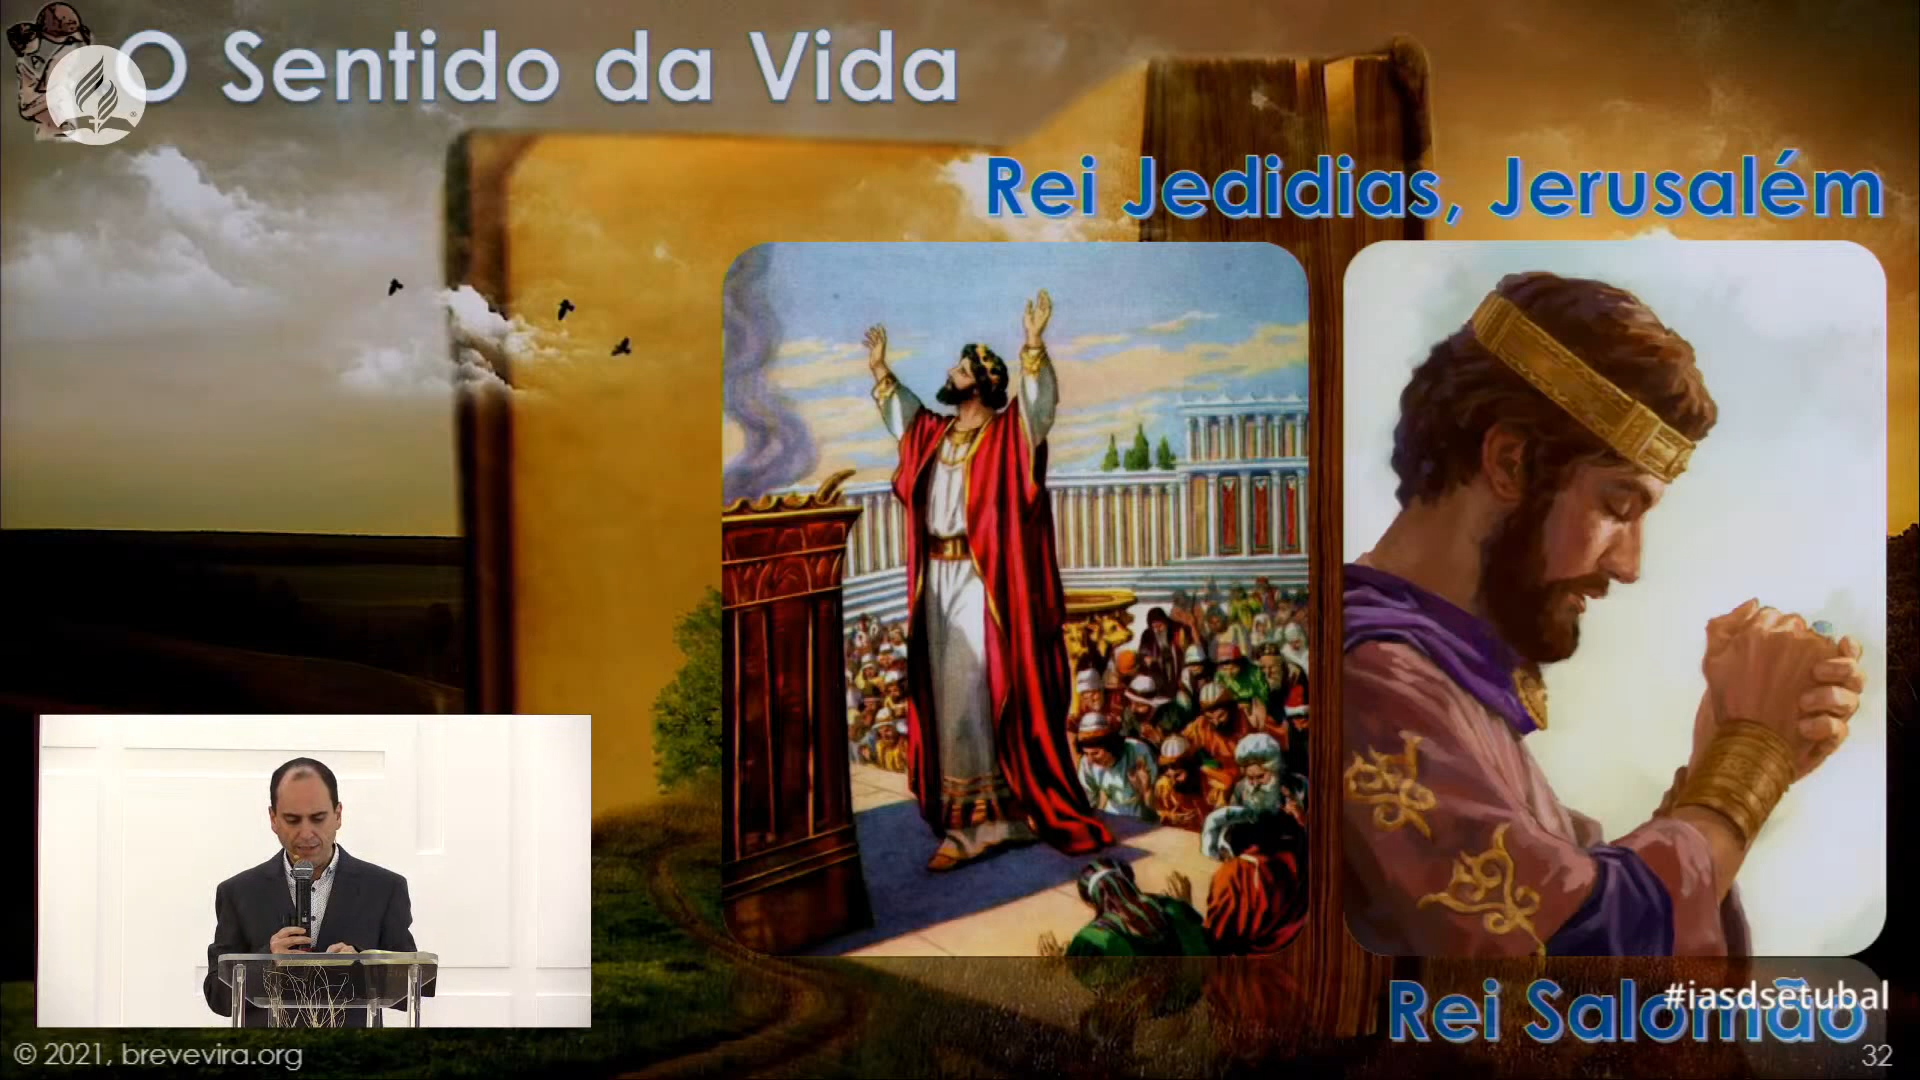 O Sentido da Vida
Rei Jedidias, Jerusalém
Rei Salomão
#iasdsetubal
© 2021, brevevira.org
32